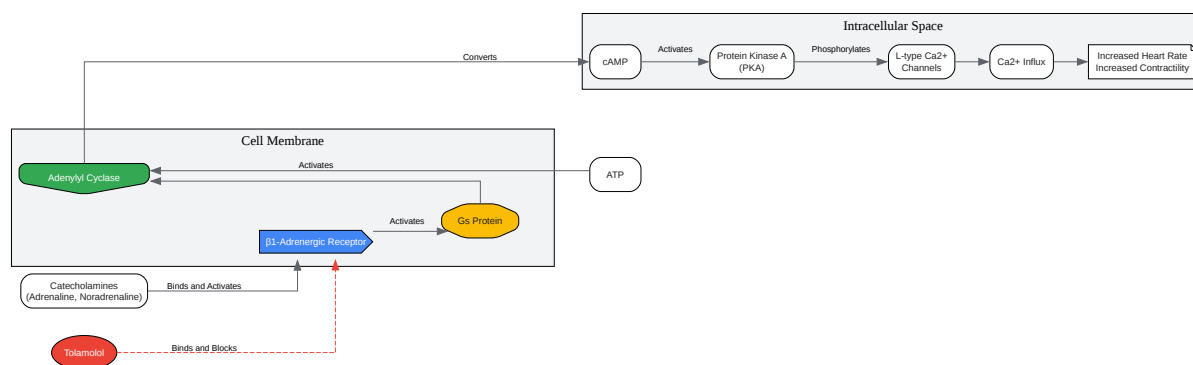 Intracellular Space
Converts
cAMP
Activates
Protein Kinase A
(PKA)
Phosphorylates
L-type Ca2+
Channels
Ca2+ Influx
Increased Heart Rate
Increased Contractility
Cell Membrane
Adenylyl Cyclase
Activates
ATP
β1-Adrenergic Receptor
Activates
Gs Protein
Catecholamines
(Adrenaline, Noradrenaline)
Binds and Activates
Tolamolol
Binds and Blocks